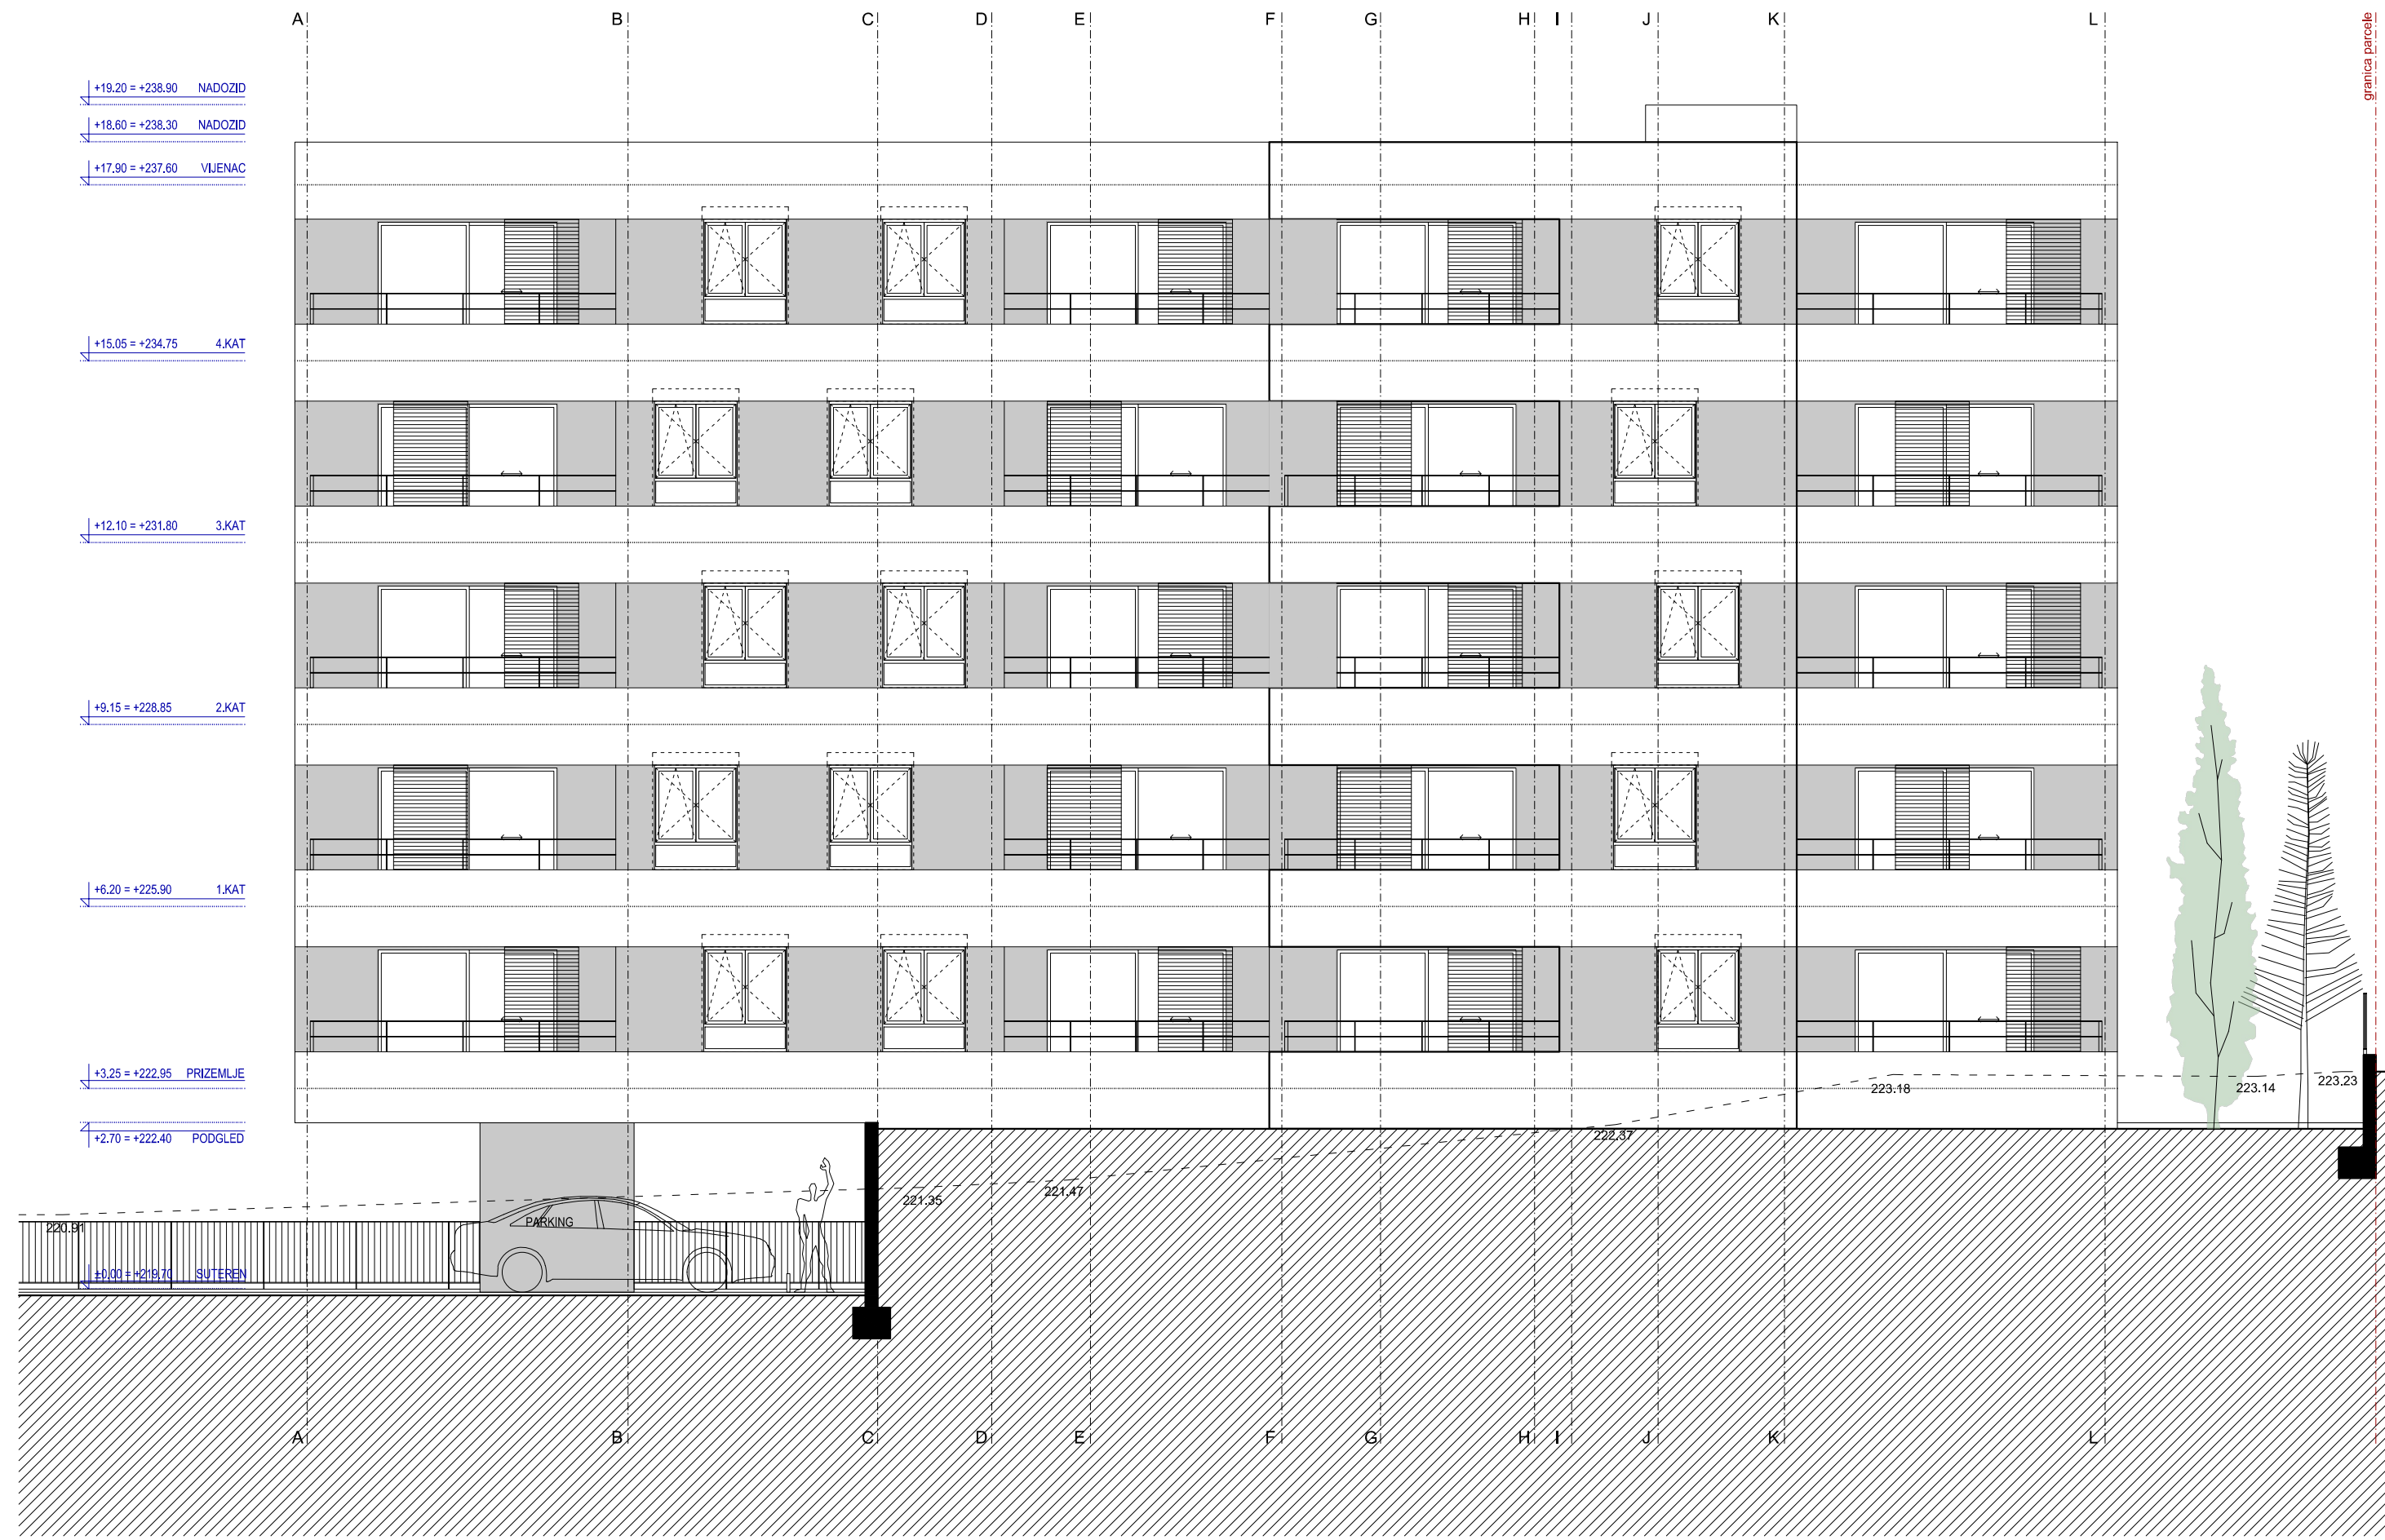 A B C D E F G H I J K L
granica parcele
+19.20 = +238.90 NADOZID
+18.60 = +238.30 NADOZID
+17.90 = +237.60 VIJENAC
+15.05 = +234.75 4.KAT
+12.10 = +231.80 3.KAT
+9.15 = +228.85 2.KAT
+6.20 = +225.90 1.KAT
+3.25 = +222.95 PRIZEMLJE
223.18
223.14
223.23
+2.70 = +222.40 PODGLED
222.37
221.47
221.35
220.91
PARKING
±0.00 = +219.70 SUTEREN
A B C D E F G H I J K L